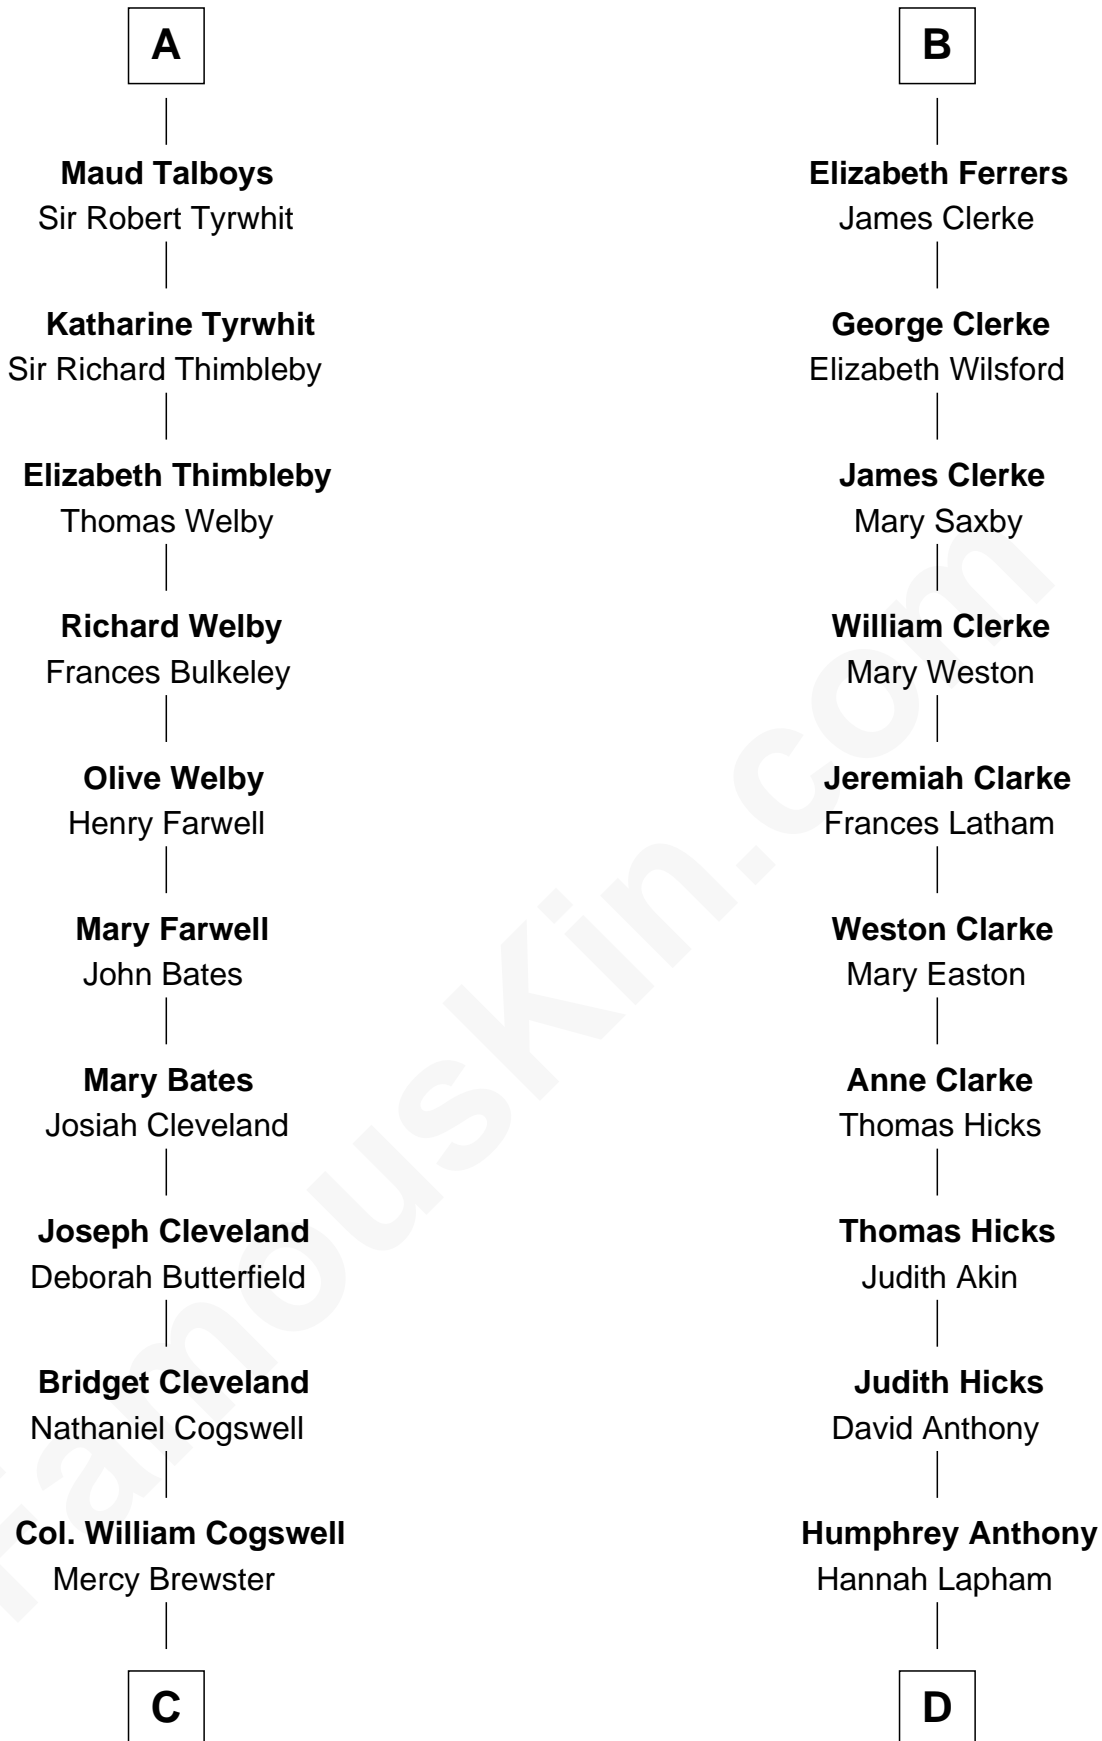 A
Maud Talboys
Sir Robert Tyrwhit
Katharine Tyrwhit
Sir Richard Thimbleby
Elizabeth Thimbleby
Thomas Welby
Richard Welby
Frances Bulkeley
Olive Welby
Henry Farwell
Mary Farwell
John Bates
Mary Bates
Josiah Cleveland
Joseph Cleveland
Deborah Butterfield
Bridget Cleveland
Nathaniel Cogswell
Col. William Cogswell
Mercy Brewster
C
B
Elizabeth Ferrers
James Clerke
George Clerke
Elizabeth Wilsford
James Clerke
Mary Saxby
William Clerke
Mary Weston
Jeremiah Clarke
Frances Latham
Weston Clarke
Mary Easton
Anne Clarke
Thomas Hicks
Thomas Hicks
Judith Akin
Judith Hicks
David Anthony
Humphrey Anthony
Hannah Lapham
D
FamousKin.com